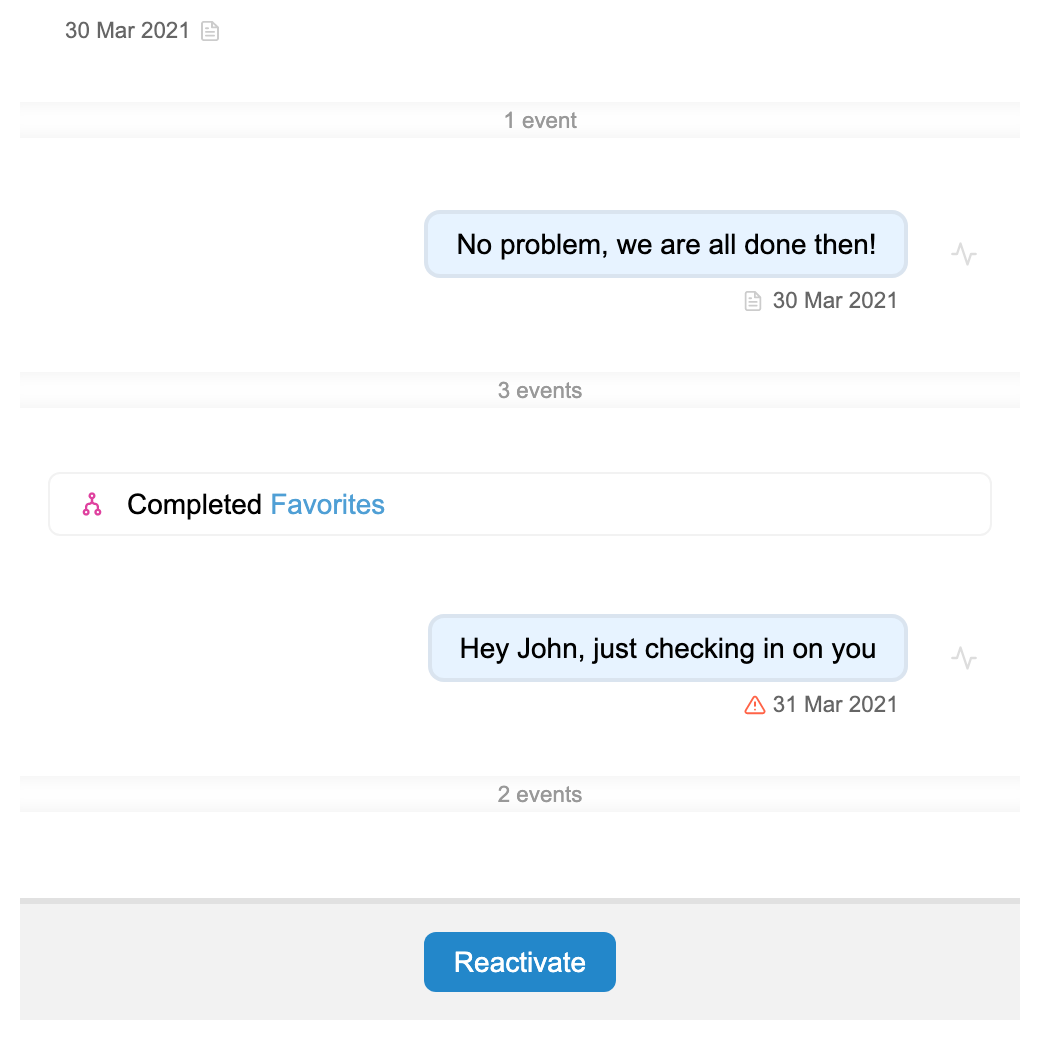 30 Mar 2021
1 event
No problem, we are all done then!
30 Mar 2021
3 events
Completed Favorites
Hey John, just checking in on you
31 Mar 2021
2 events
Reactivate